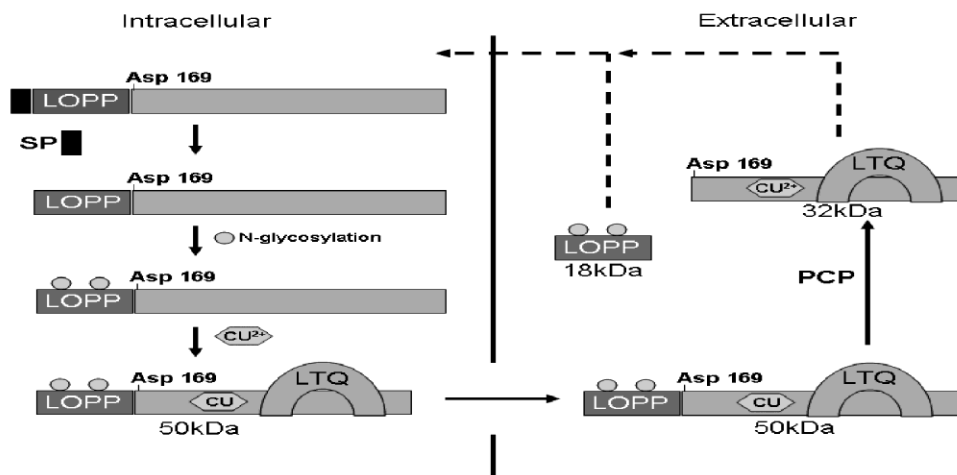 Intracellular
Asp 169
LOPP
SP
Asp 169
LOPP
N-glycosylation
Asp 169
LOPP
CU²⁺
Asp 169
LTQ
LOPP
CU
50kDa
Extracellular
LTQ
Asp 169
CU²⁺
32kDa
LOPP
18kDa
PCP
LTQ
Asp 169
LOPP
CU
50kDa